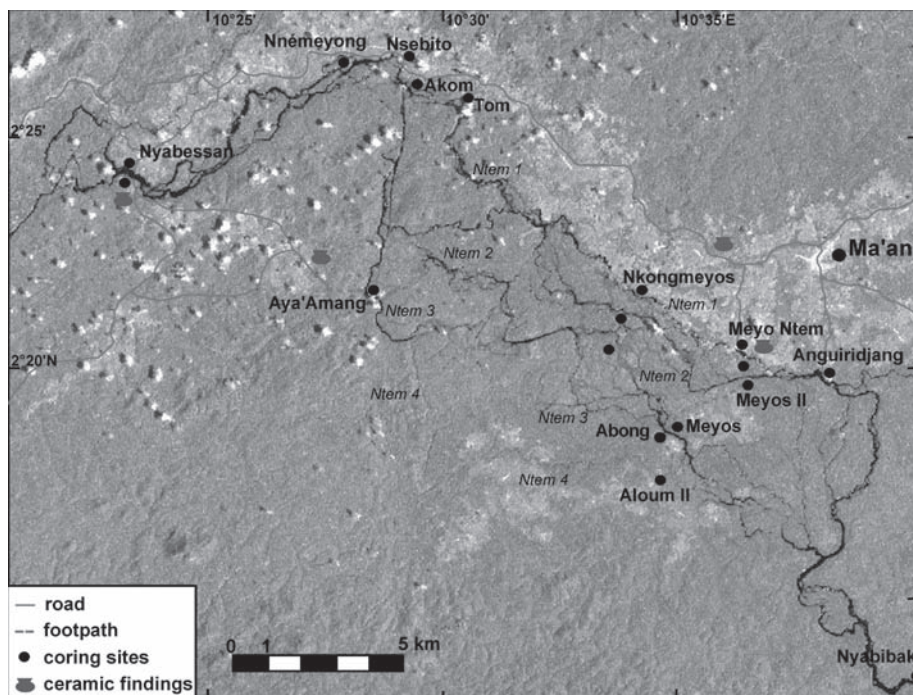 10°25' 10°30' 10°35'E
Nnémeyong Nsebito
Akom
Tom
2°25'
Nyabessan
Ntem 1
Ntem 2
Ma'an
Nkongmeyos
Aya'Amang Ntem 3
Ntem 1
Meyo Ntem
2°20'N
Anguiridjang
Ntem 4
Ntem 2
Meyos II
Ntem 3
Abong Meyos
Ntem 4
Aloum II
road
footpath
coring sites
ceramic findings
0 1 5 km
Nyabibak